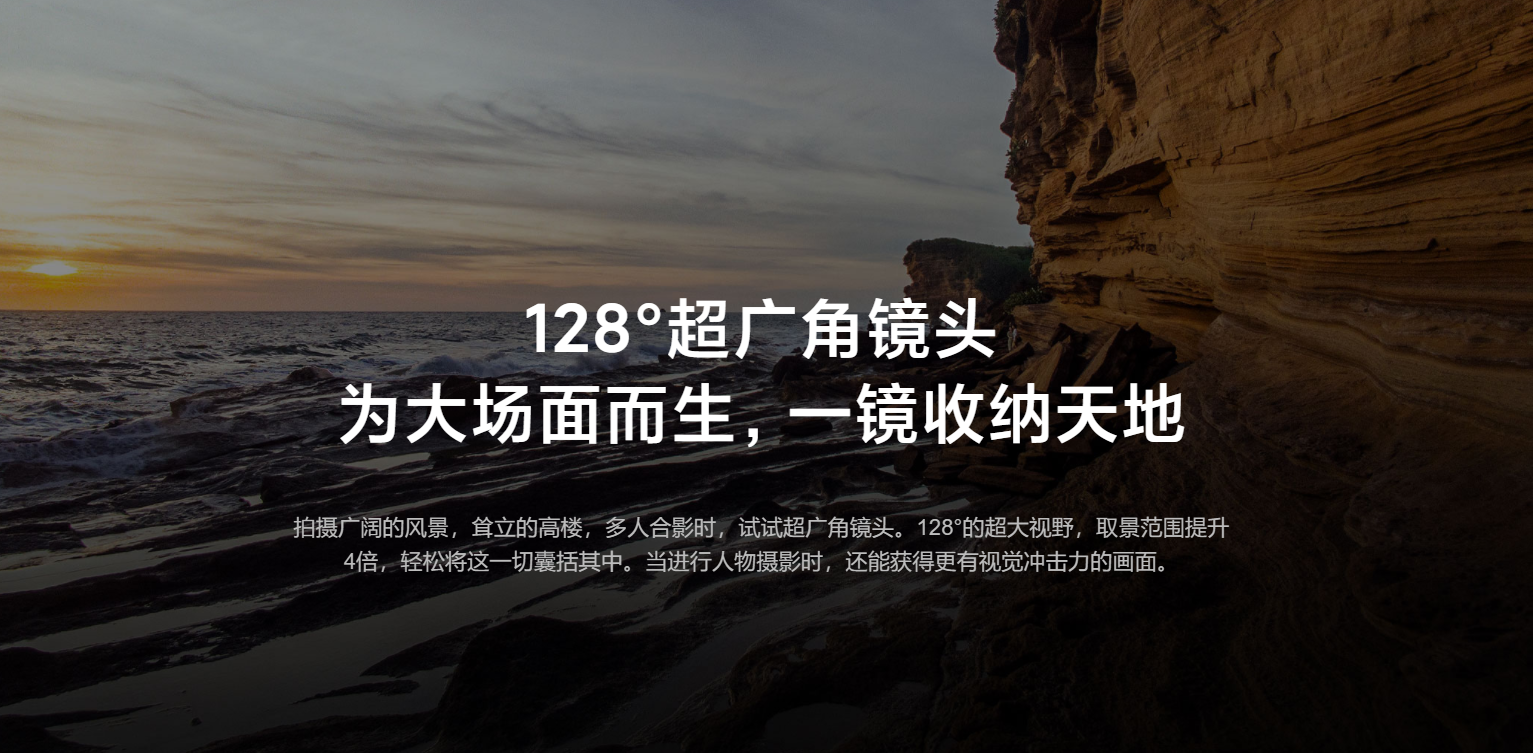 128°超广角镜头
为大场面而生，一镜收纳天地
拍摄广阔的风景，耸立的高楼，多人合影时，试试超广角镜头。128°的超大视野，取景范围提升
4倍，轻松将这一切囊括其中。当进行人物摄影时，还能获得更有视觉冲击力的画面。